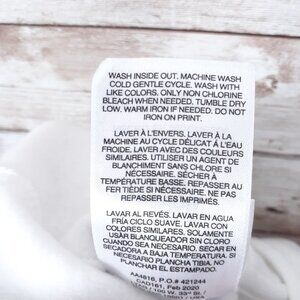 WASH INSIDE OUT. MACHINE WASH
COLD GENTLE CYCLE. WASH WITH
LIKE COLORS. ONLY NON CHLORINE
BLEACH WHEN NEEDED. TUMBLE DRY
LOW. WARM IRON IF NEEDED. DO NOT
IRON ON PRINT.
LAVER À L'ENVERS. LAVER À LA
MACHINE AU CYCLE DÉLICAT À L'EAU
FROIDE. LAVER AVEC DES COULEURS
SIMILAIRES. UTILISER UN AGENT DE
BLANCHIMENT SANS CHLORE SI
NÉCESSAIRE. SÉCHER À
TEMPÉRATURE BASSE. REPASSER AU
FER TIÈDE SI NÉCESSAIRE. NE PAS
REPASSER LES IMPRIMÉS.
LAVAR AL REVÉS. LAVAR EN AGUA
FRÍA CICLO SUAVE. LAVAR CON
COLORES SIMILARES. SOLAMENTE
USAR BLANQUEADOR SIN CLORO
CUANDO SEA NECESARIO. SECAR EN
SECADORA A BAJA TEMPERATURA. SI
NECESARIO PLANCHA TIBIA. NO
PLANCHAR EL ESTAMPADO.
AA4816, P.O.# 421244
CAD161, Feb 2020